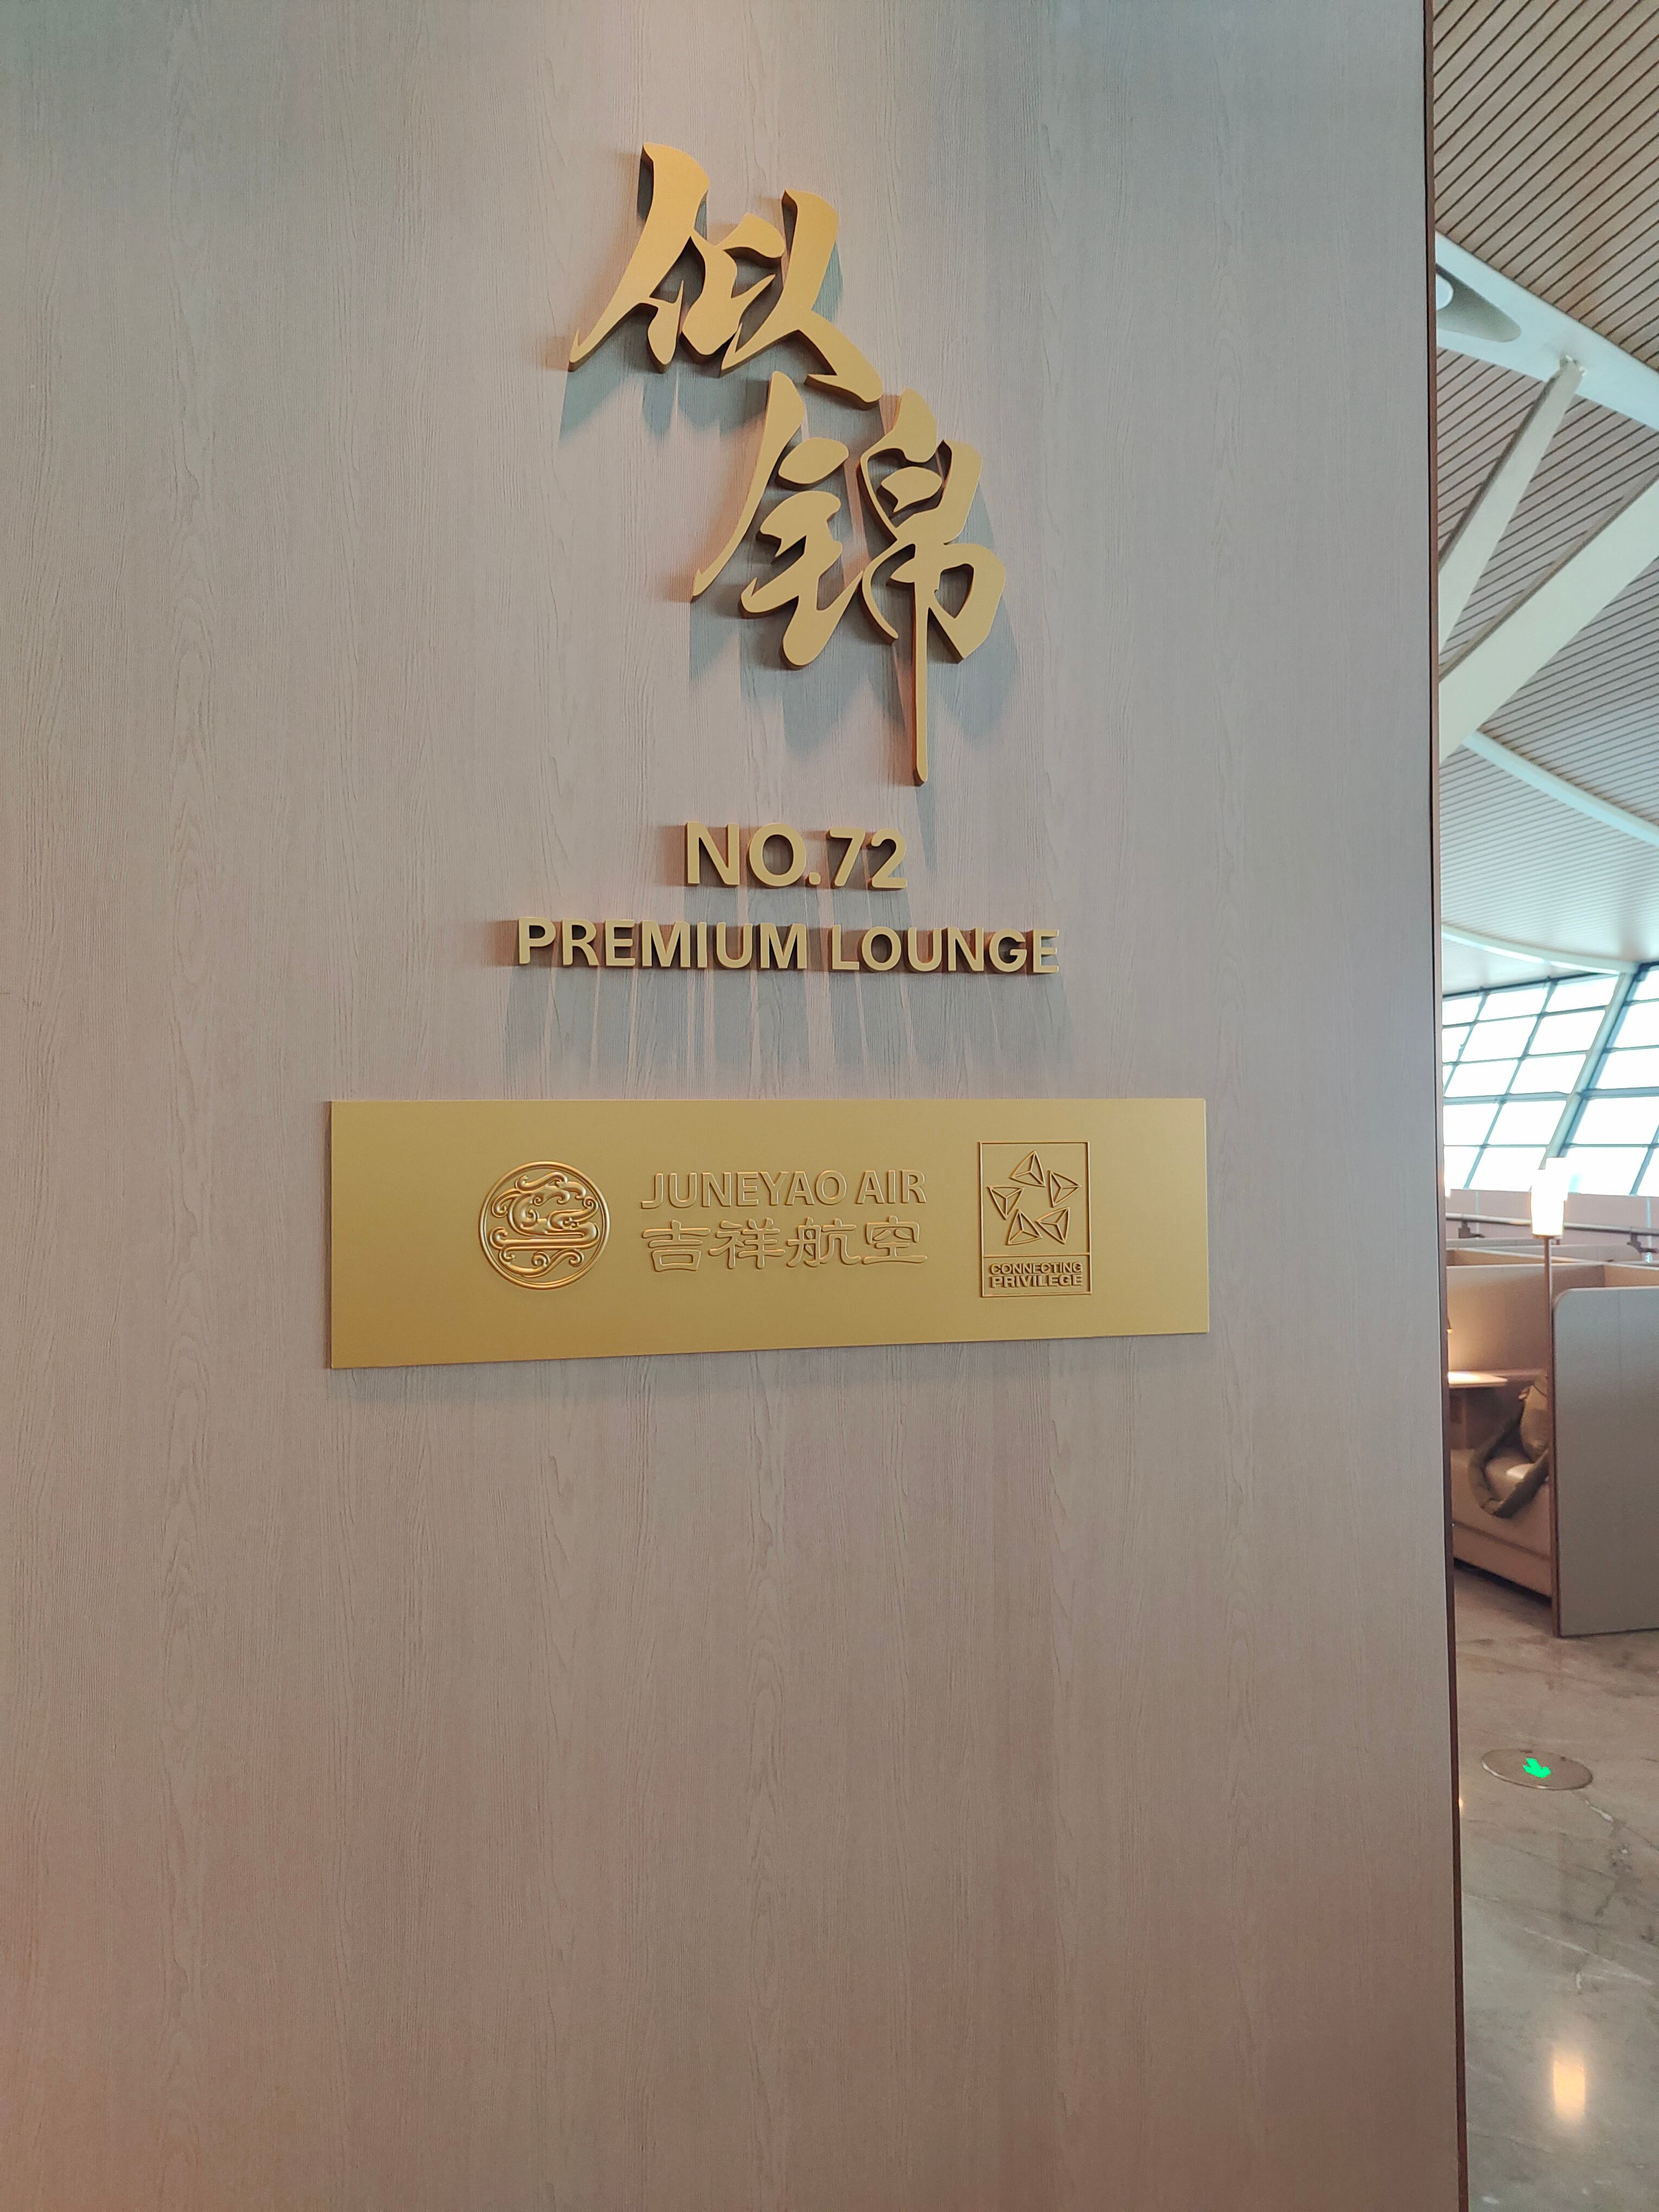 似
锦
NO.72
PREMIUM LOUNGE
JUNEYAO AIR
吉祥航空
CONNECTING
PRIVILEGE